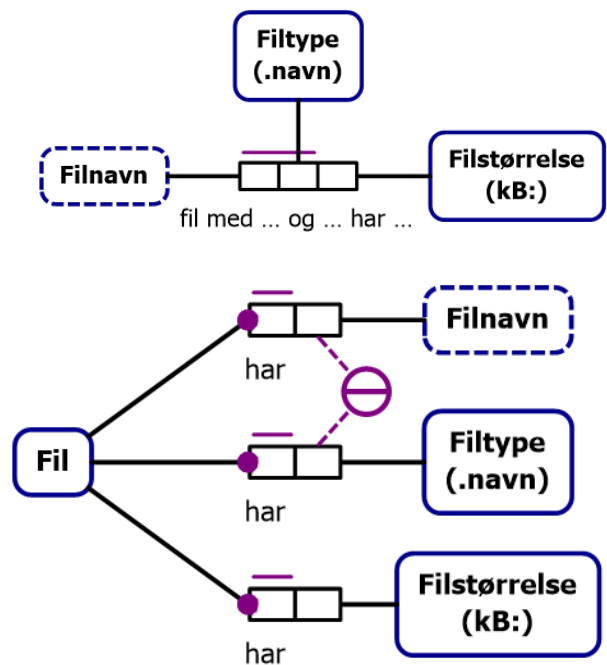 Filtype
(.navn)
Filnavn
Filstørrelse
(kB:)
fil med ... og ... har ...
Filnavn
har
Fil
Filtype
(.navn)
har
Filstørrelse
(kB:)
har